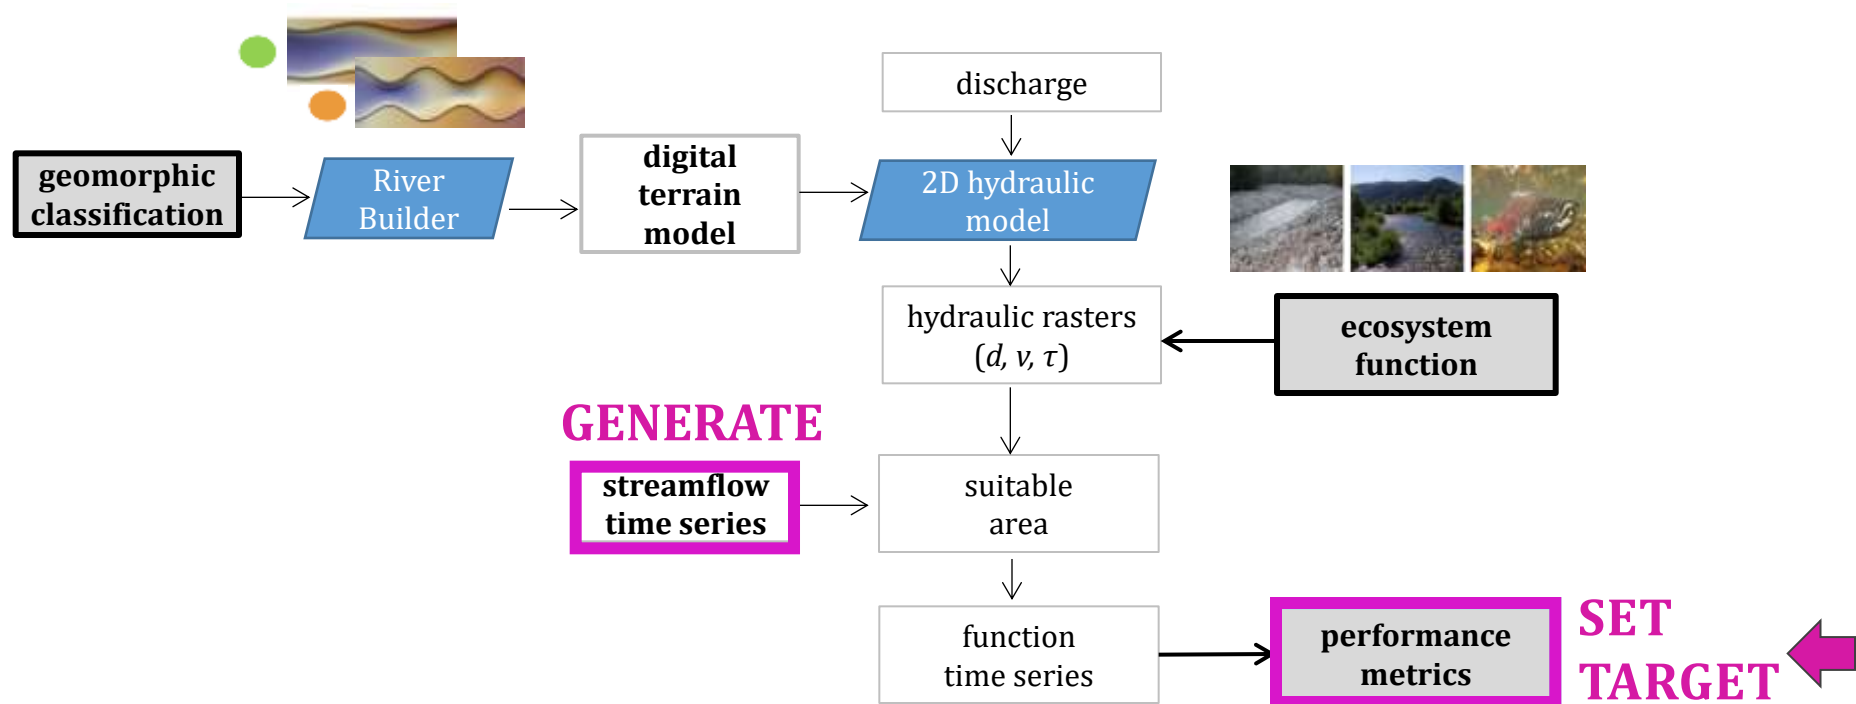 discharge
geomorphic
classification
River
Builder
digital
terrain
model
2D hydraulic
model
hydraulic rasters
(d, v, τ)
ecosystem
function
GENERATE
streamflow
time series
suitable
area
function
time series
performance
metrics
SET
TARGET